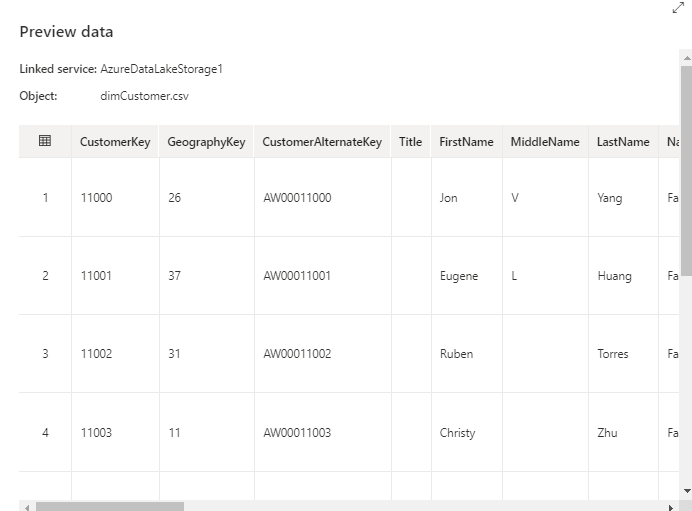 Preview data
Linked service: AzureDataLakeStorage1
Object: dimCustomer.csv
CustomerKey GeographyKey CustomerAlternateKey Title FirstName MiddleName LastName Na
1 11000 26 AW00011000 Jon V Yang Fa
2 11001 37 AW00011001 Eugene L Huang Fa
3 11002 31 AW00011002 Ruben Torres Fa
4 11003 11 AW00011003 Christy Zhu Fa